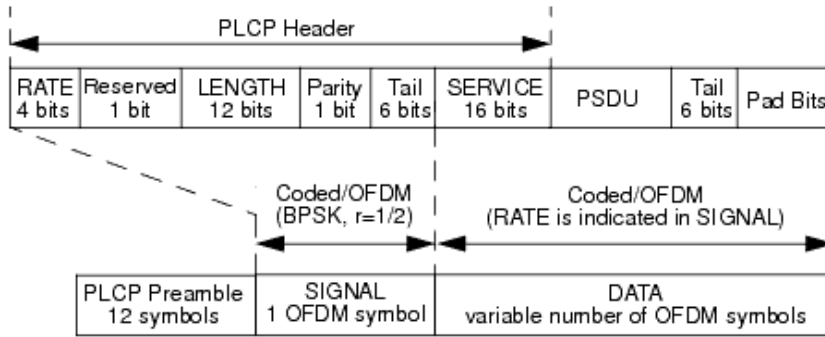 PLCP Header
RATE Reserved LENGTH Parity Tail SERVICE PSDU Tail Pad Bits
4 bits 1 bit 12 bits 1 bit 6 bits 16 bits 6 bits
Coded/OFDM Coded/OFDM
(BPSK, r=1/2) (RATE is indicated in SIGNAL)
PLCP Preamble SIGNAL DATA
12 symbols 1 OFDM symbol variable number of OFDM symbols